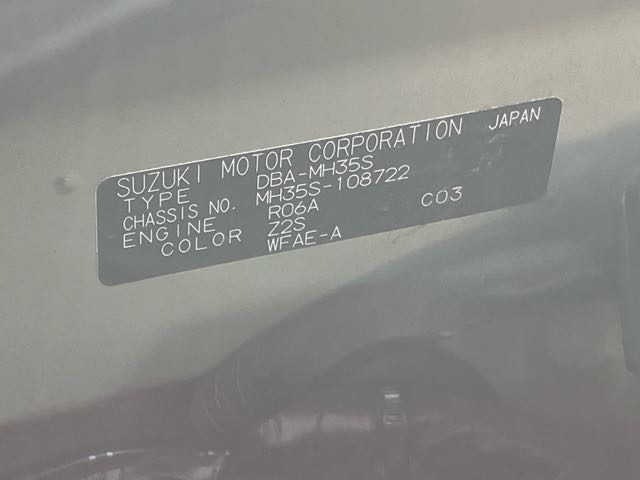 SUZUKI MOTOR CORPORATION JAPAN
TYPE DBA-MH35S
CHASSIS NO. MH35S-108722
ENGINE R06A C03
COLOR Z2S
WFAE-A